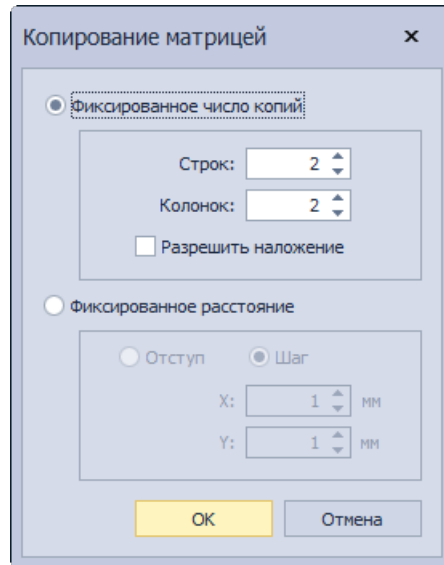 Копирование матрицей
Фиксированное число копий
Строк: 2
Колонок: 2
Разрешить наложение
Фиксированное расстояние
Отступ Шаг
X: 1 мм
Y: 1 мм
OK Отмена